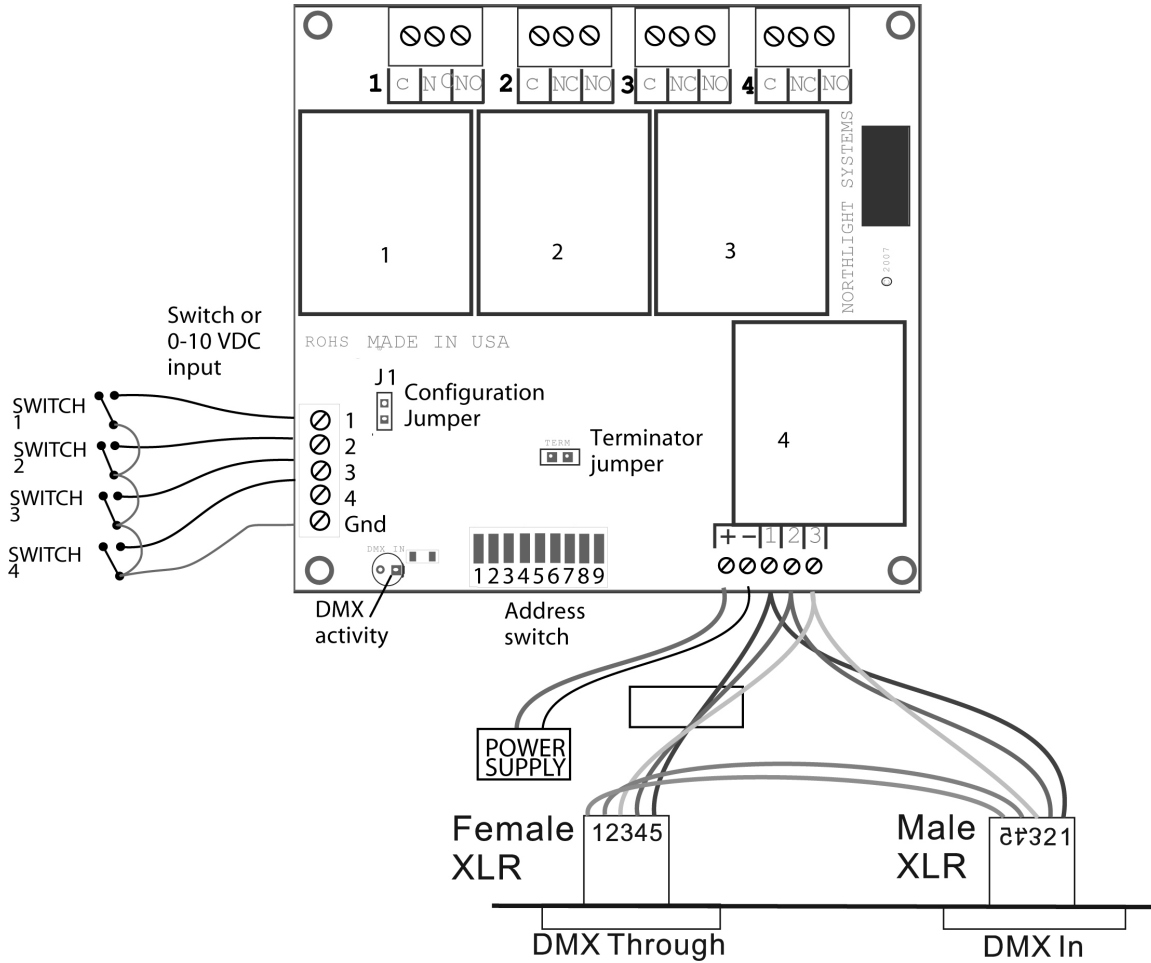 1 C NC NO 2 C NC NO 3 C NC NO 4 C NC NO
NORTHLIGHT SYSTEMS
© 2007
1
2
3
4
Switch or
0-10 VDC
input
ROHS MADE IN USA
J1
Configuration
Jumper
TERM
Terminator
jumper
SWITCH
1
SWITCH
2
SWITCH
3
SWITCH
4
1
2
3
4
Gnd
DMX IN
DMX
activity
123456789
Address
switch
+ - 1 2 3
POWER
SUPPLY
Female
XLR
12345
DMX Through
Male
XLR
54321
DMX In